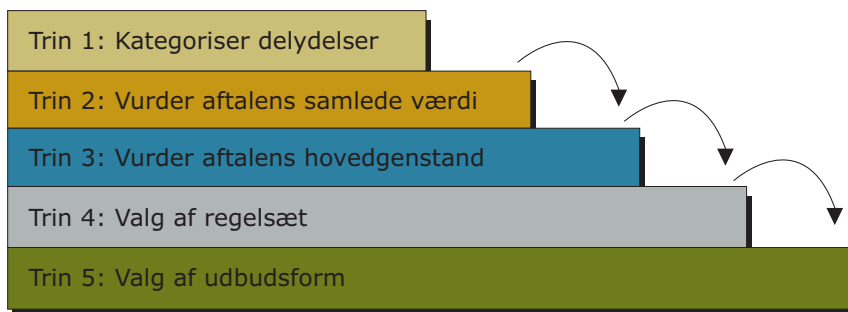 Trin 1: Kategoriser delydelser
Trin 2: Vurder aftalens samlede værdi
Trin 3: Vurder aftalens hovedgenstand
Trin 4: Valg af regelsæt
Trin 5: Valg af udbudsform